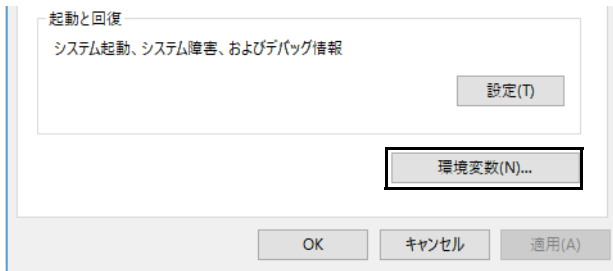 起動と回復
システム起動、システム障害、およびデバッグ情報
設定(T)
環境変数(N)...
OK
キャンセル
適用(A)